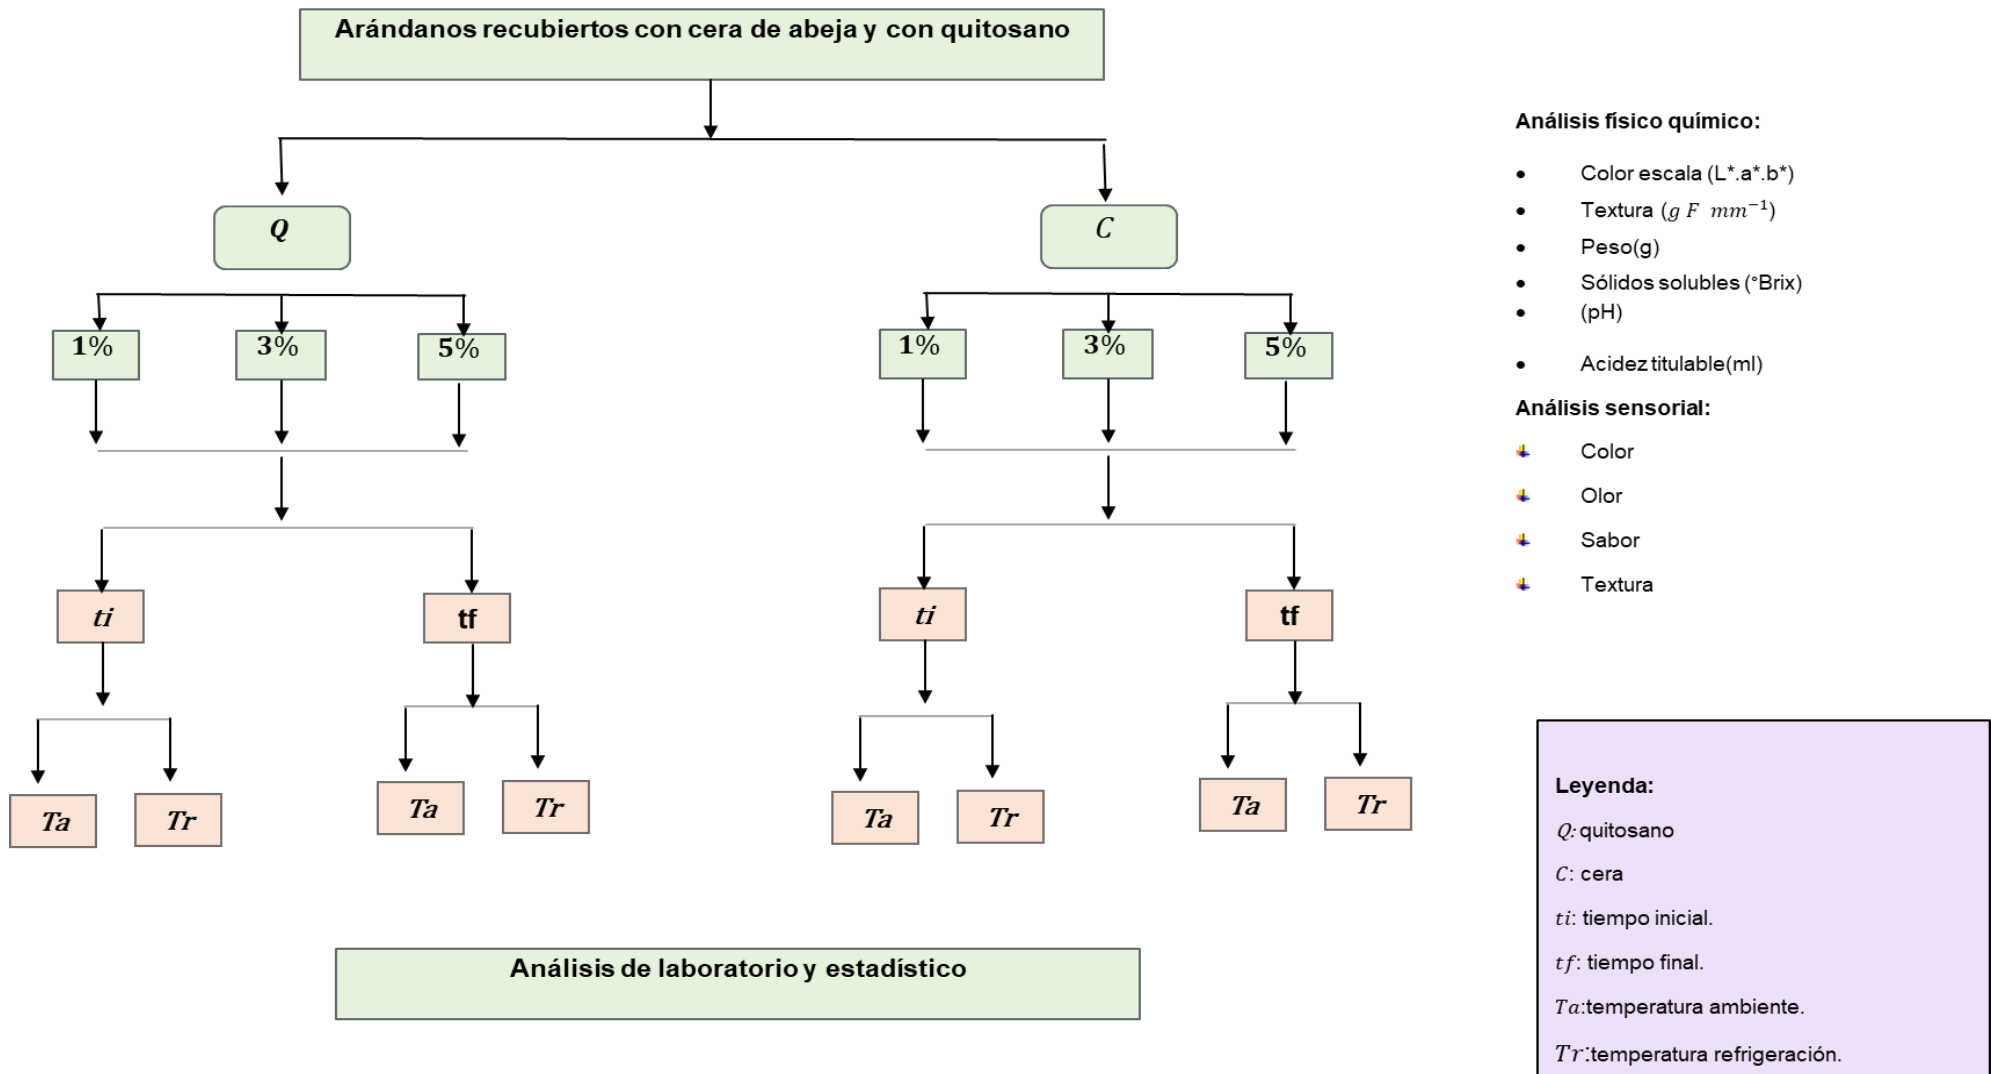 Arándanos recubiertos con cera de abeja y con quitosano
Q
C
1%
3%
5%
1%
3%
5%
ti
tf
ti
tf
Ta
Tr
Ta
Tr
Ta
Tr
Ta
Tr
Análisis de laboratorio y estadístico
Análisis físico químico:
• Color escala (L*.a*.b*)
• Textura (g F mm⁻¹)
• Peso(g)
• Sólidos solubles (°Brix)
• (pH)
• Acidez titulable(ml)
Análisis sensorial:
Color
Olor
Sabor
Textura
Leyenda:
Q: quitosano
C: cera
ti: tiempo inicial.
tf: tiempo final.
Ta:temperatura ambiente.
Tr:temperatura refrigeración.